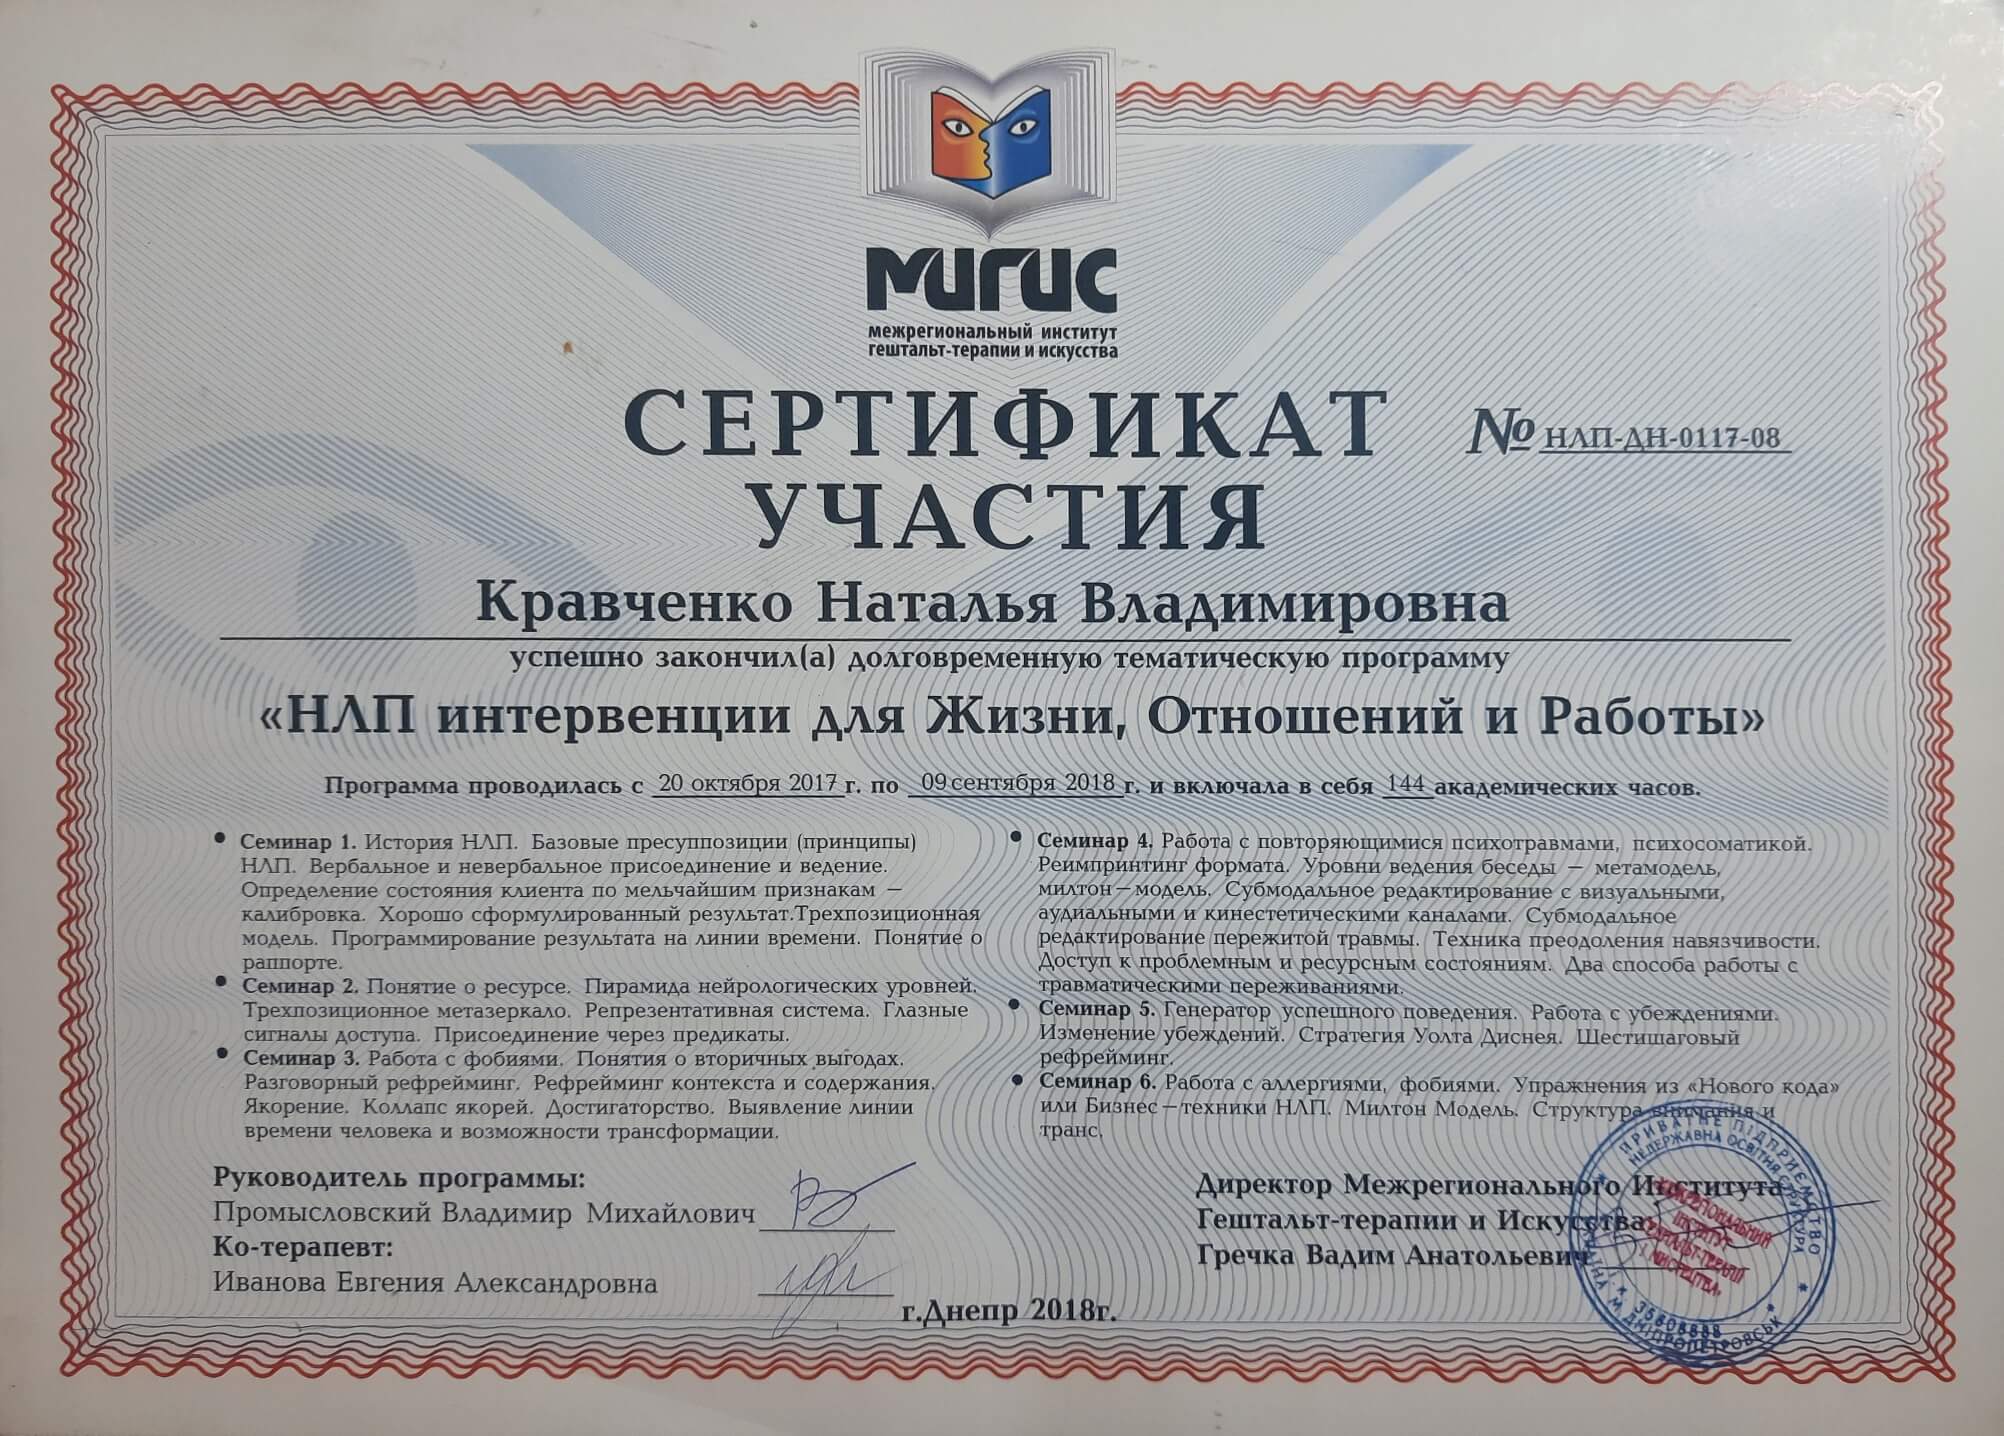 МИГИС
межрегиональный институт
гештальт-терапии и искусства
СЕРТИФИКАТ
№ НЛП-ДН-0117-08
УЧАСТИЯ
Кравченко Наталья Владимировна
успешно закончил(а) долговременную тематическую программу
«НЛП интервенции для Жизни, Отношений и Работы»
Программа проводилась с 20 октября 2017 г. по 09 сентября 2018 г. и включала в себя 144 академических часов.
• Семинар 1. История НЛП. Базовые пресуппозиции (принципы)
НЛП. Вербальное и невербальное присоединение и ведение.
Определение состояния клиента по мельчайшим признакам —
калибровка. Хорошо сформулированный результат.Трехпозиционная
модель. Программирование результата на линии времени. Понятие о
раппорте.
• Семинар 2. Понятие о ресурсе. Пирамида нейрологических уровней.
Трехпозиционное метазеркало. Репрезентативная система. Глазные
сигналы доступа. Присоединение через предикаты.
• Семинар 3. Работа с фобиями. Понятия о вторичных выгодах.
Разговорный рефрейминг. Рефрейминг контекста и содержания.
Якорение. Коллапс якорей. Достигаторство. Выявление линии
времени человека и возможности трансформации.
• Семинар 4. Работа с повторяющимися психотравмами, психосоматикой.
Реимпринтинг формата. Уровни ведения беседы — метамодель,
милтон—модель. Субмодальное редактирование с визуальными,
аудиальными и кинестетическими каналами. Субмодальное
редактирование пережитой травмы. Техника преодоления навязчивости.
Доступ к проблемным и ресурсным состояниям. Два способа работы с
травматическими переживаниями.
• Семинар 5. Генератор успешного поведения. Работа с убеждениями.
Изменение убеждений. Стратегия Уолта Диснея. Шестишаговый
рефрейминг.
• Семинар 6. Работа с аллергиями, фобиями. Упражнения из «Нового кода»
или Бизнес—техники НЛП. Милтон Модель. Структура внимания и
транс.
Руководитель программы:
Промысловский Владимир Михайлович
Ко-терапевт:
Иванова Евгения Александровна
Директор Межрегионального Института
Гештальт-терапии и Искусства
Гречка Вадим Анатольевич
г.Днепр 2018г.
ПРИВАТНЕ ПІДПРИЄМСТВО
НЕДЕРЖАВНА ОСВІТНЯ СТРУКТУРА
ІНСТИТУТ
М. ДНІПРОПЕТРОВСЬК